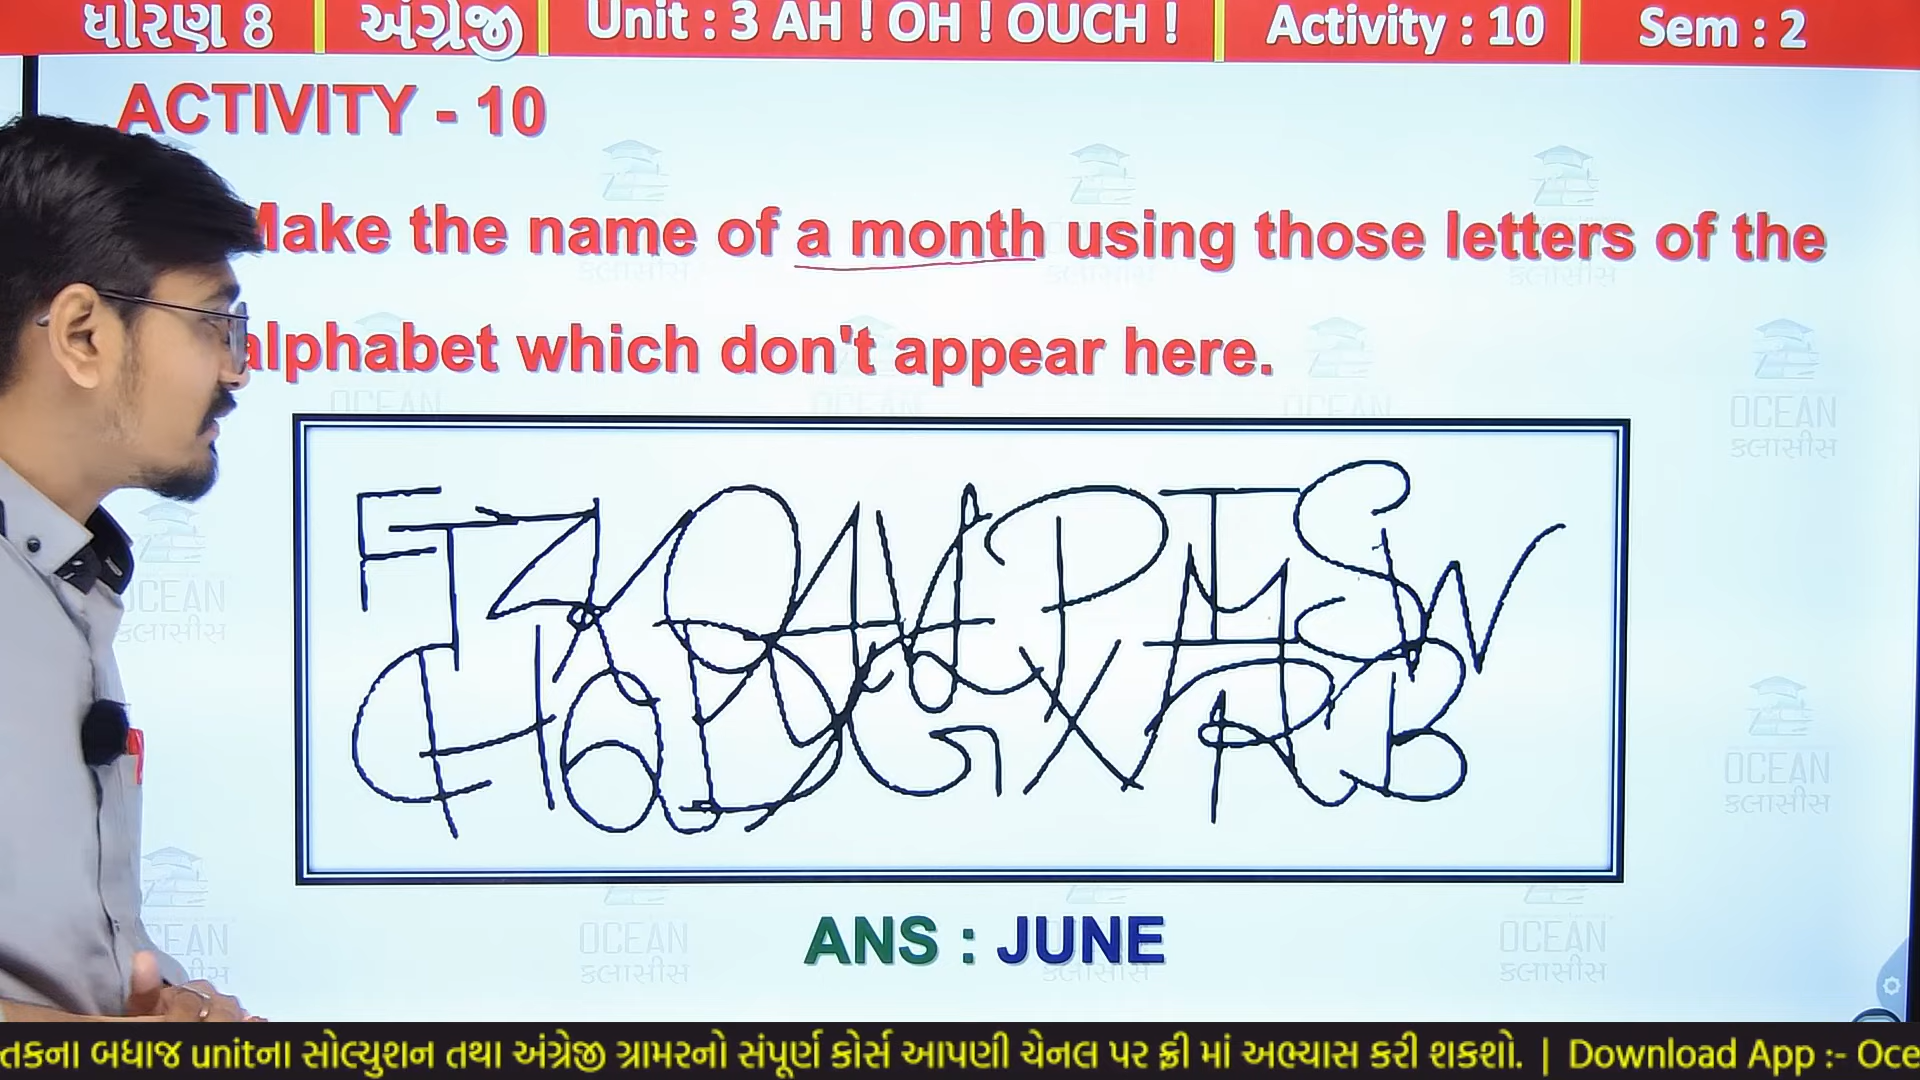 ધોરણ 8 અંગ્રેજી Unit : 3 AH ! OH ! OUCH ! Activity : 10 Sem : 2
ACTIVITY - 10
Make the name of a month using those letters of the
alphabet which don't appear here.
ANS : JUNE
OCEAN
કલાસીસ
તકના બધાજ unitના સોલ્યુશન તથા અંગ્રેજી ગ્રામરનો સંપૂર્ણ કોર્સ આપણી ચેનલ પર ફ્રી માં અભ્યાસ કરી શકશો. | Download App :- Oce